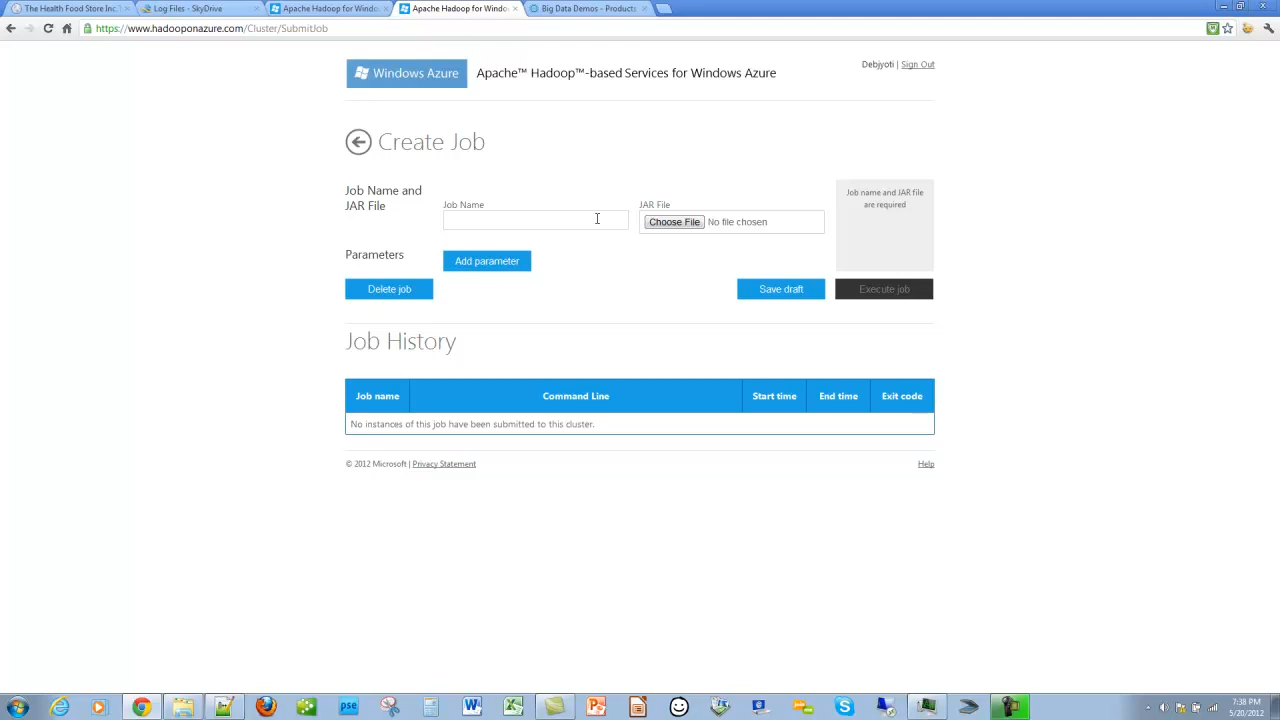 The Health Food Store Inc.
Log Files - SkyDrive
Apache Hadoop for Windo
Apache Hadoop for Windo
Big Data Demos - Product
https://www.hadooponazure.com/Cluster/SubmitJob
Windows Azure
Apache™ Hadoop™-based Services for Windows Azure
Debjyoti | Sign Out
Create Job
Job Name and
JAR File
Job Name
JAR File
Choose File No file chosen
Job name and JAR file
are required
Parameters
Add parameter
Delete job
Save draft
Execute job
Job History
Job name Command Line Start time End time Exit code
No instances of this job have been submitted to this cluster.
© 2012 Microsoft | Privacy Statement
Help
pse
7:38 PM
5/20/2012